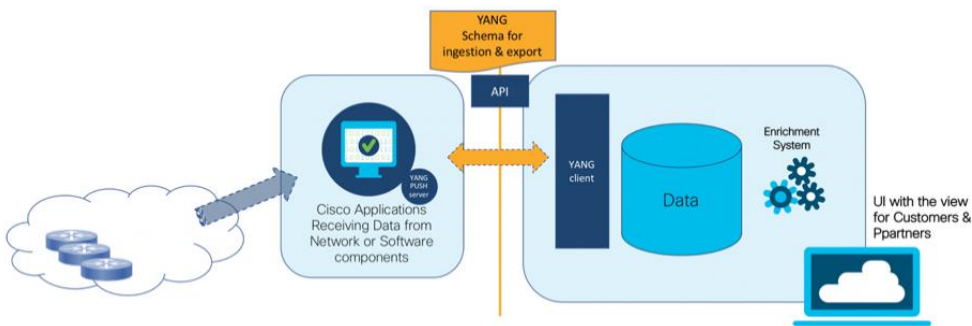 YANG
Schema for
ingestion & export
API
YANG
PUSH
server
Cisco Applications
Receiving Data from
Network or Software
components
YANG
client
Data
Enrichment
System
UI with the view
for Customers &
Ppartners